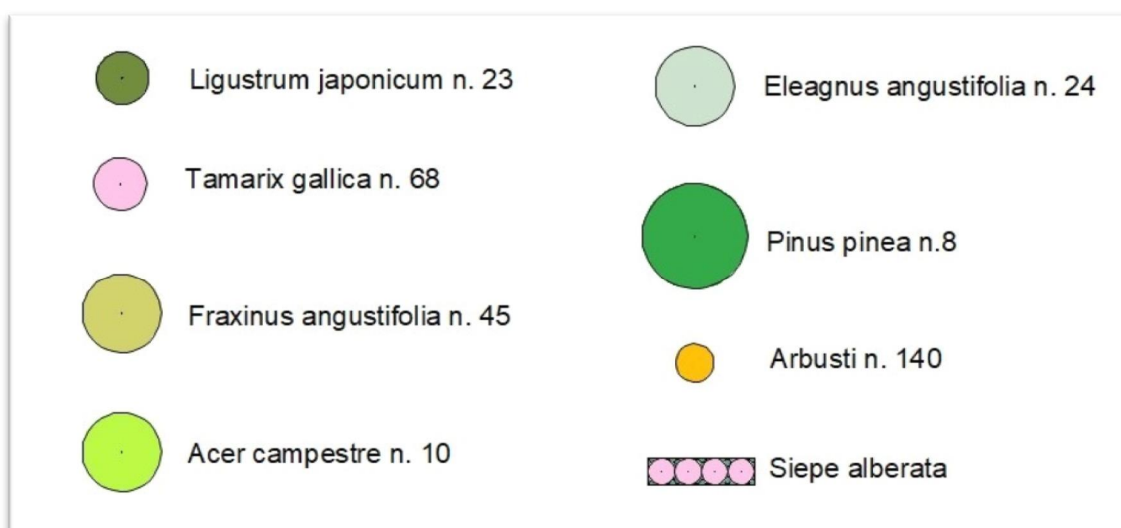 Ligustrum japonicum n. 23
Tamarix gallica n. 68
Fraxinus angustifolia n. 45
Acer campestre n. 10
Eleagnus angustifolia n. 24
Pinus pinea n.8
Arbusti n. 140
Siepe alberata